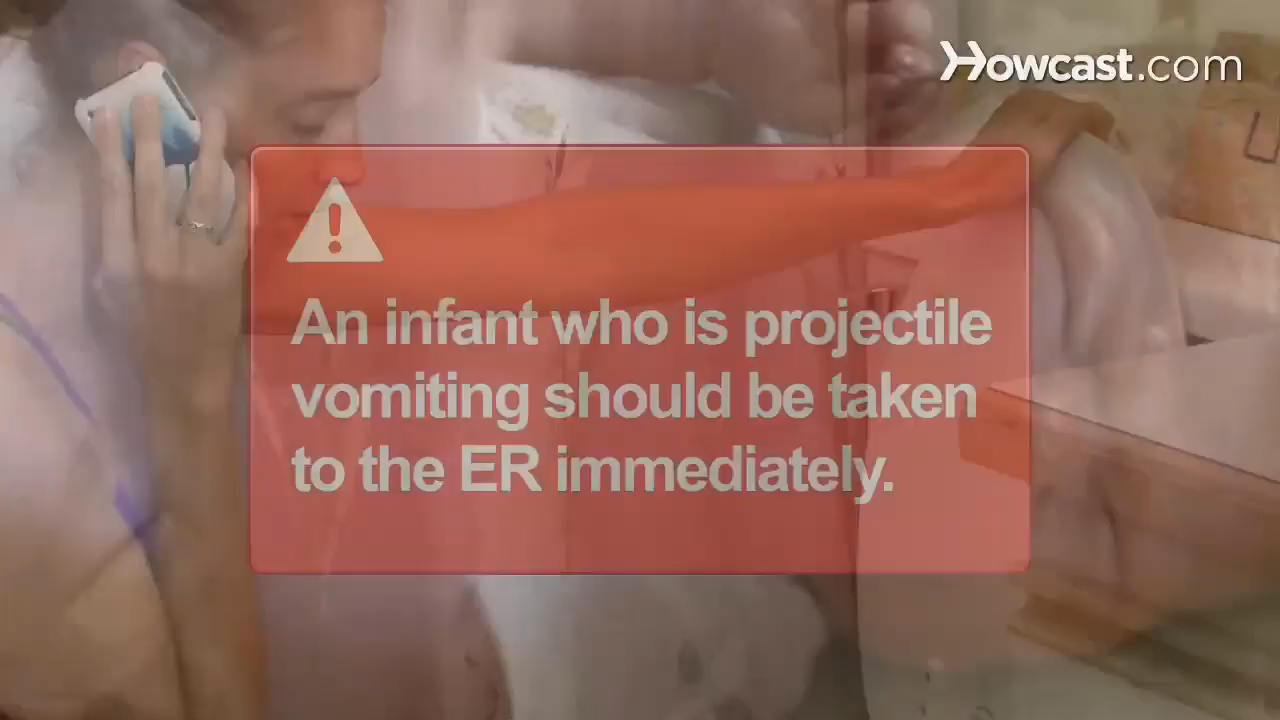 Howcast.com
An infant who is projectile
vomiting should be taken
to the ER immediately.